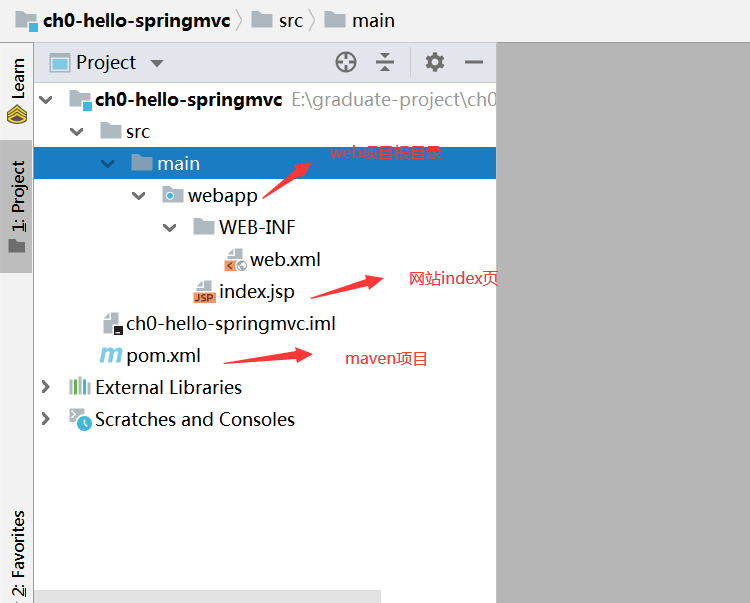 ch0-hello-springmvc src main
Learn
1: Project
2: Favorites
Project
ch0-hello-springmvc E:\graduate-project\ch0
src
main
web项目根目录
webapp
WEB-INF
web.xml
JSP index.jsp
网站index页
ch0-hello-springmvc.iml
m pom.xml
maven项目
External Libraries
Scratches and Consoles